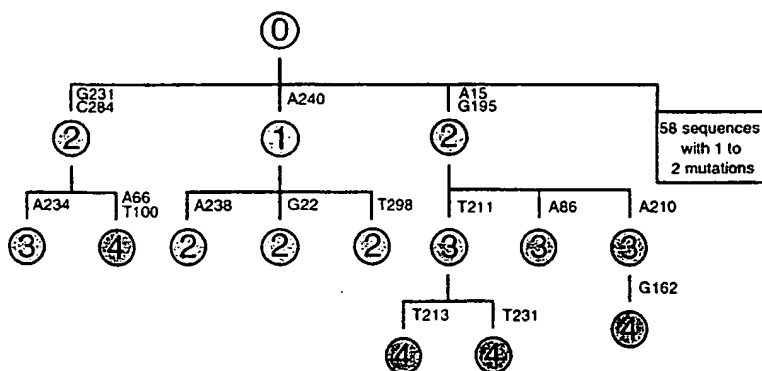 0
G231
C284
A240
A15
G195
58 sequences
with 1 to
2 mutations
2
1
2
A234
A66
T100
A238
G22
T298
T211
A86
A210
3
4
2
2
2
3
3
3
G162
T213
T231
4
4
4